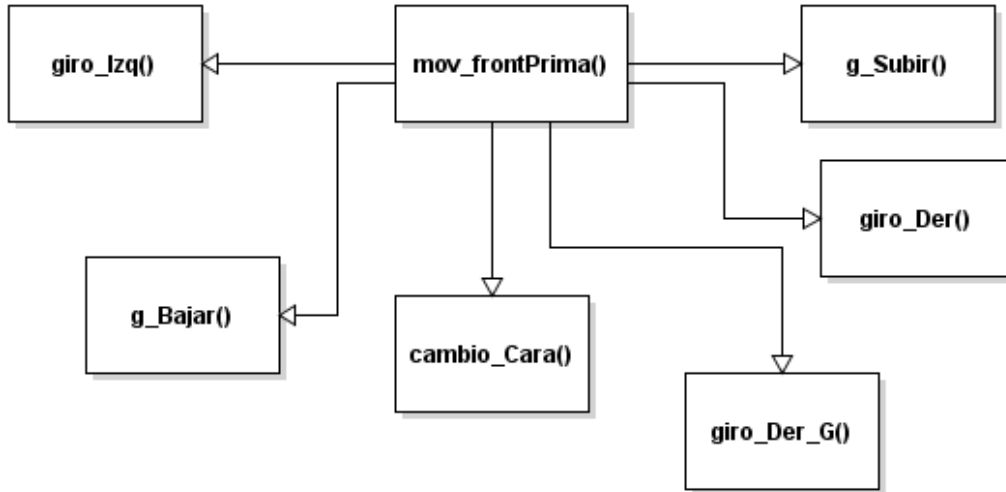 giro_Izq()
mov_frontPrima()
g_Subir()
giro_Der()
g_Bajar()
cambio_Cara()
giro_Der_G()